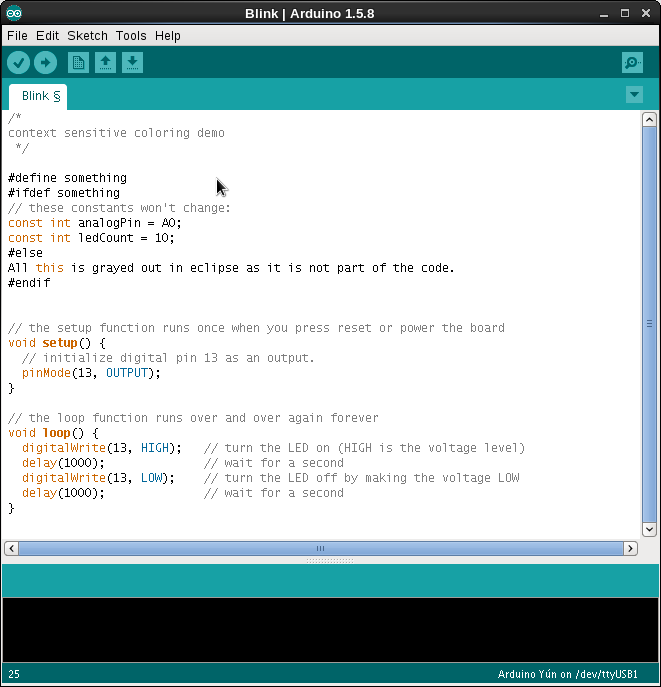 Blink | Arduino 1.5.8
File Edit Sketch Tools Help
Blink §
/*
context sensitive coloring demo
 */
#define something
#ifdef something
// these constants won't change:
const int analogPin = A0;
const int ledCount = 10;
#else
All this is grayed out in eclipse as it is not part of the code.
#endif
// the setup function runs once when you press reset or power the board
void setup() {
  // initialize digital pin 13 as an output.
  pinMode(13, OUTPUT);
}
// the loop function runs over and over again forever
void loop() {
  digitalWrite(13, HIGH);   // turn the LED on (HIGH is the voltage level)
  delay(1000);              // wait for a second
  digitalWrite(13, LOW);    // turn the LED off by making the voltage LOW
  delay(1000);              // wait for a second
}
25 Arduino Yún on /dev/ttyUSB1